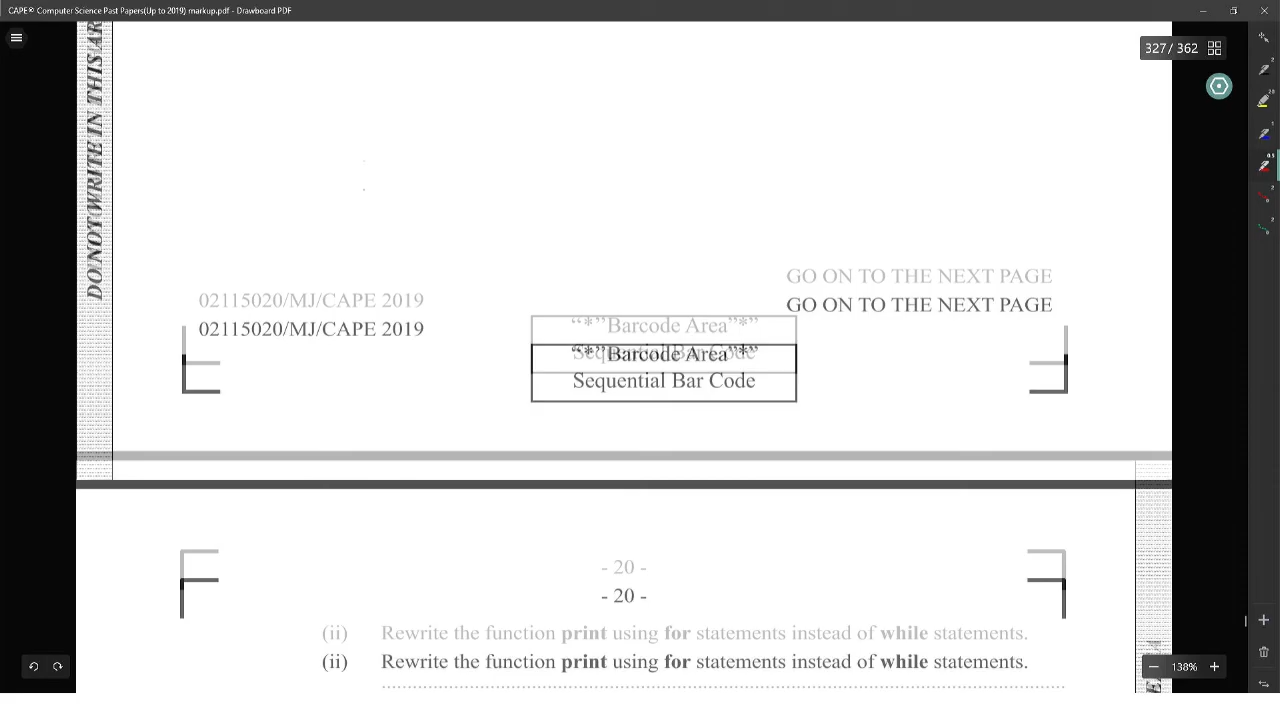 CAPE® Computer Science Past Papers(Up to 2019) markup.pdf - Drawboard PDF
327/ 362
DO NOT WRITE IN THIS AR
GO ON TO THE NEXT PAGE
02115020/MJ/CAPE 2019
GO ON TO THE NEXT PAGE
02115020/MJ/CAPE 2019
“*”Barcode Area”*”
Sequential Bar Code
“*”Barcode Area”*”
Sequential Bar Code
- 20 -
- 20 -
(ii) Rewrite the function print using for statements instead of while statements.
(ii) Rewrite the function print using for statements instead of while statements.
138%